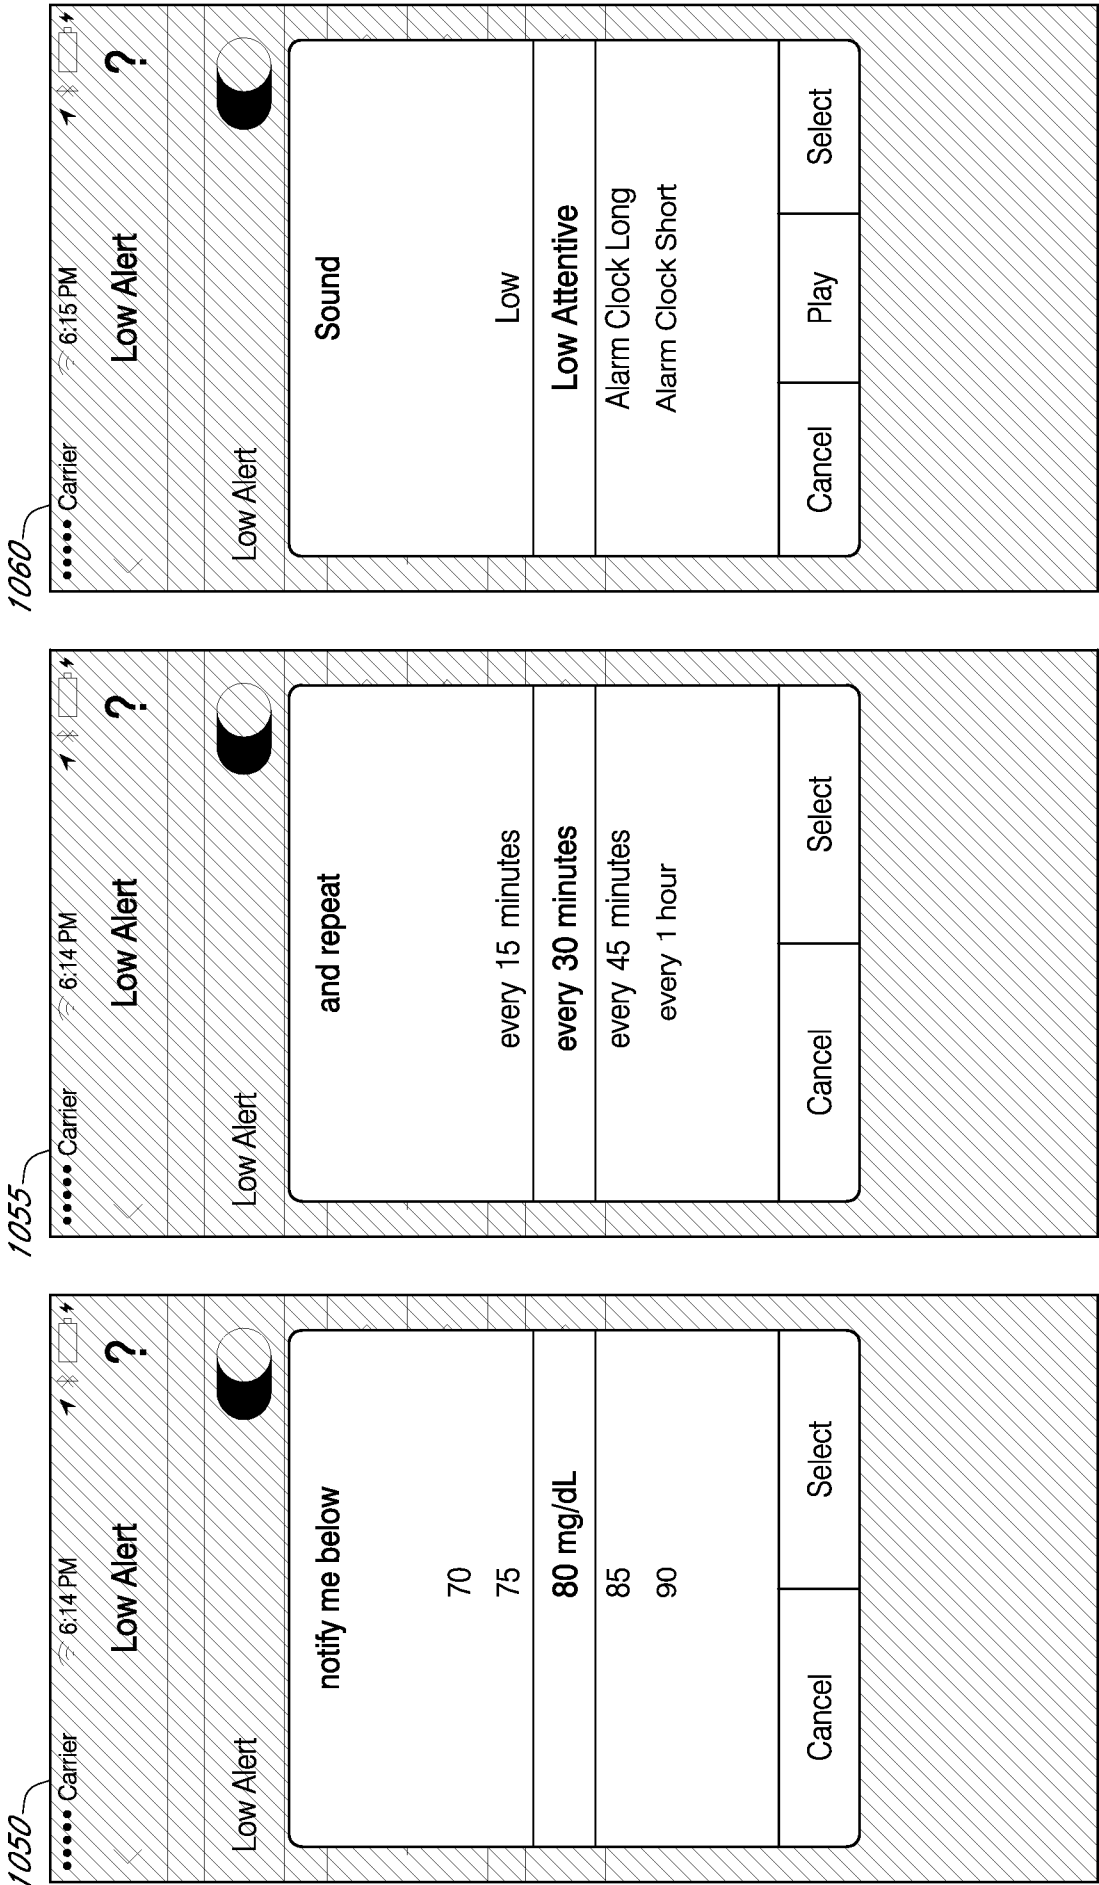 1050
••••• Carrier 6:14 PM
Low Alert ?
Low Alert
notify me below
70
75
80 mg/dL
85
90
Cancel Select
1055
••••• Carrier 6:14 PM
Low Alert ?
Low Alert
and repeat
every 15 minutes
every 30 minutes
every 45 minutes
every 1 hour
Cancel Select
1060
••••• Carrier 6:15 PM
Low Alert ?
Low Alert
Sound
Low
Low Attentive
Alarm Clock Long
Alarm Clock Short
Cancel Play Select